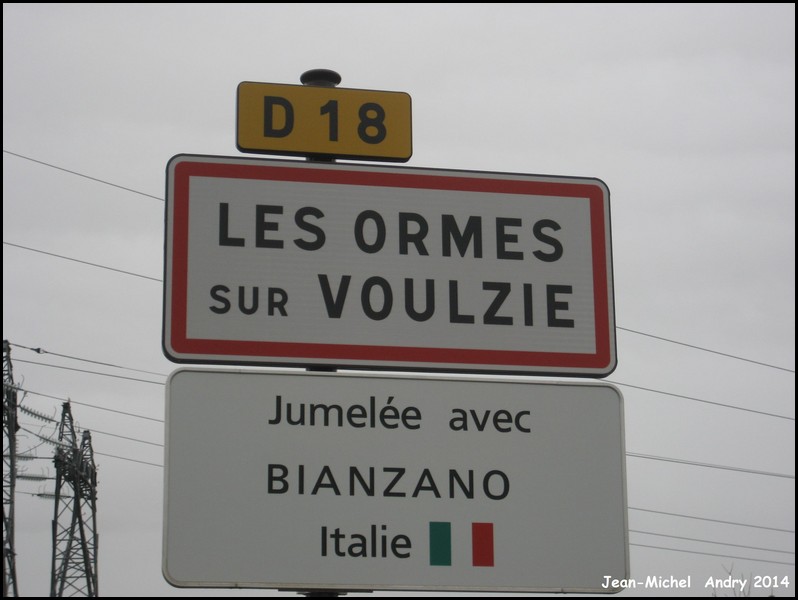 D 18
LES ORMES
SUR VOULZIE
Jumelée avec
BIANZANO
Italie
Jean-Michel Andry 2014